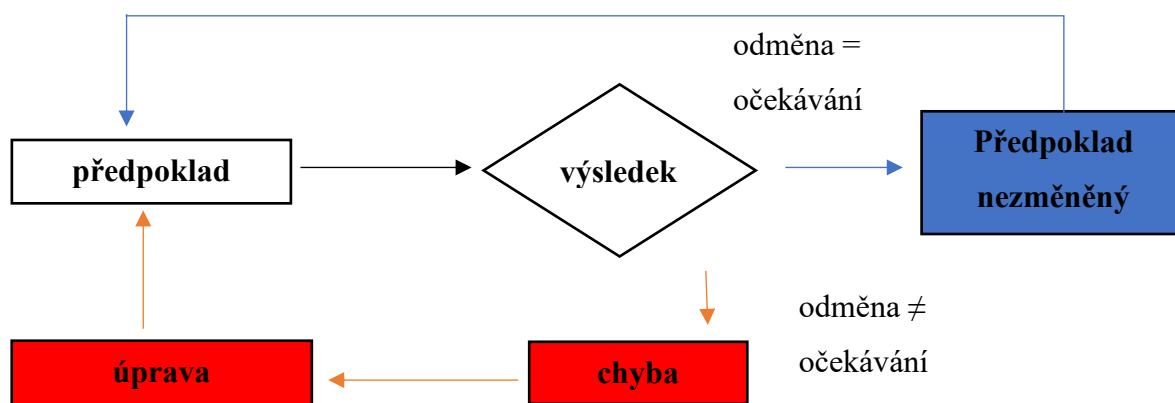 odměna =
očekávání
předpoklad
výsledek
Předpoklad
nezměněný
odměna ≠
očekávání
úprava
chyba